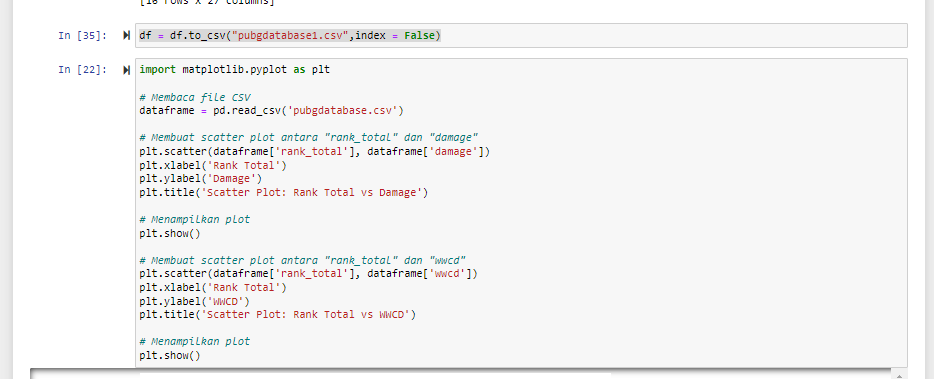 [10 rows x 27 columns]
In [35]: df = df.to_csv("pubgdatabase1.csv",index = False)
In [22]: import matplotlib.pyplot as plt
# Membaca file CSV
dataframe = pd.read_csv('pubgdatabase.csv')
# Membuat scatter plot antara "rank_total" dan "damage"
plt.scatter(dataframe['rank_total'], dataframe['damage'])
plt.xlabel('Rank Total')
plt.ylabel('Damage')
plt.title('Scatter Plot: Rank Total vs Damage')
# Menampilkan plot
plt.show()
# Membuat scatter plot antara "rank_total" dan "wwcd"
plt.scatter(dataframe['rank_total'], dataframe['wwcd'])
plt.xlabel('Rank Total')
plt.ylabel('WWCD')
plt.title('Scatter Plot: Rank Total vs WWCD')
# Menampilkan plot
plt.show()